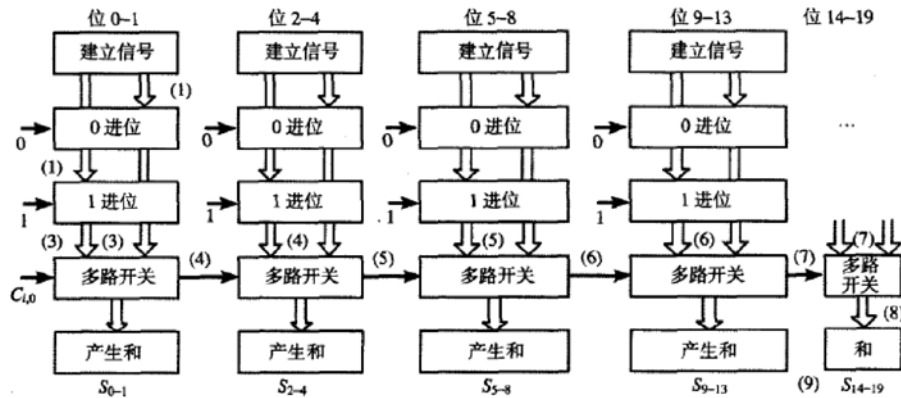 位 0–1 位 2–4 位 5–8 位 9–13 位 14–19
建立信号 建立信号 建立信号 建立信号
(1)
0 进位 0 进位 0 进位 0 进位 …
0 0 0 0
(1)
1 进位 1 进位 1 进位 1 进位
1 1 1 1
(3) (3) (4) (5) (6) (7)
多路开关 (4) 多路开关 (5) 多路开关 (6) 多路开关 (7) 多路
开关
C_{i,0}
(8)
产生和 产生和 产生和 产生和 和
S_{0–1} S_{2–4} S_{5–8} S_{9–13} (9) S_{14–19}